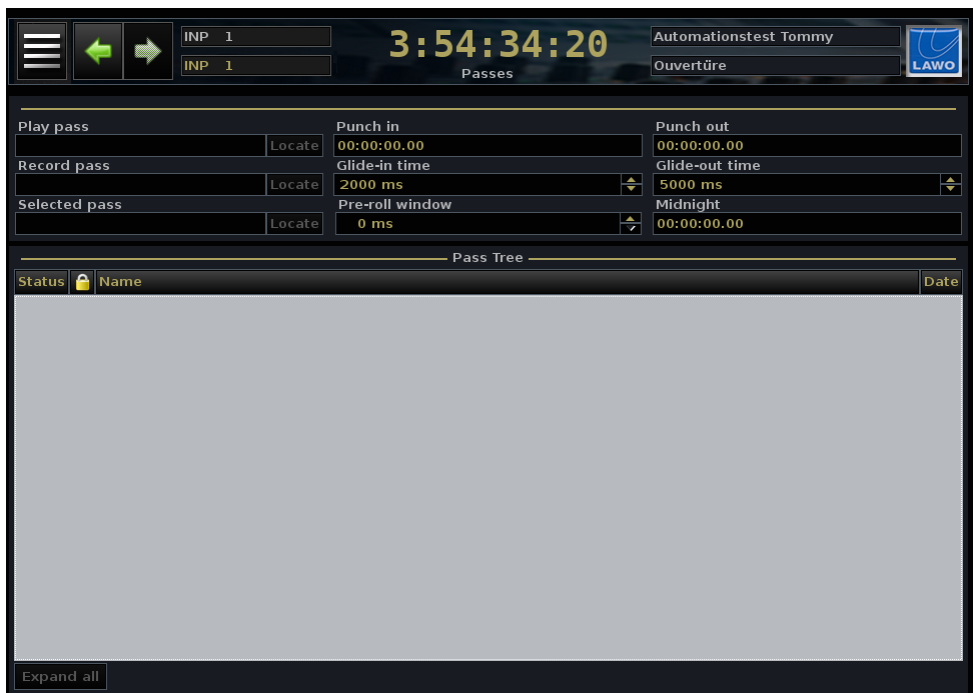 INP 1
INP 1
3:54:34:20
Passes
Automationstest Tommy
Ouvertüre
LAWO
Play pass
Locate
Punch in
00:00:00.00
Punch out
00:00:00.00
Record pass
Locate
Glide-in time
2000 ms
Glide-out time
5000 ms
Selected pass
Locate
Pre-roll window
0 ms
Midnight
00:00:00.00
Pass Tree
Status Name Date
Expand all